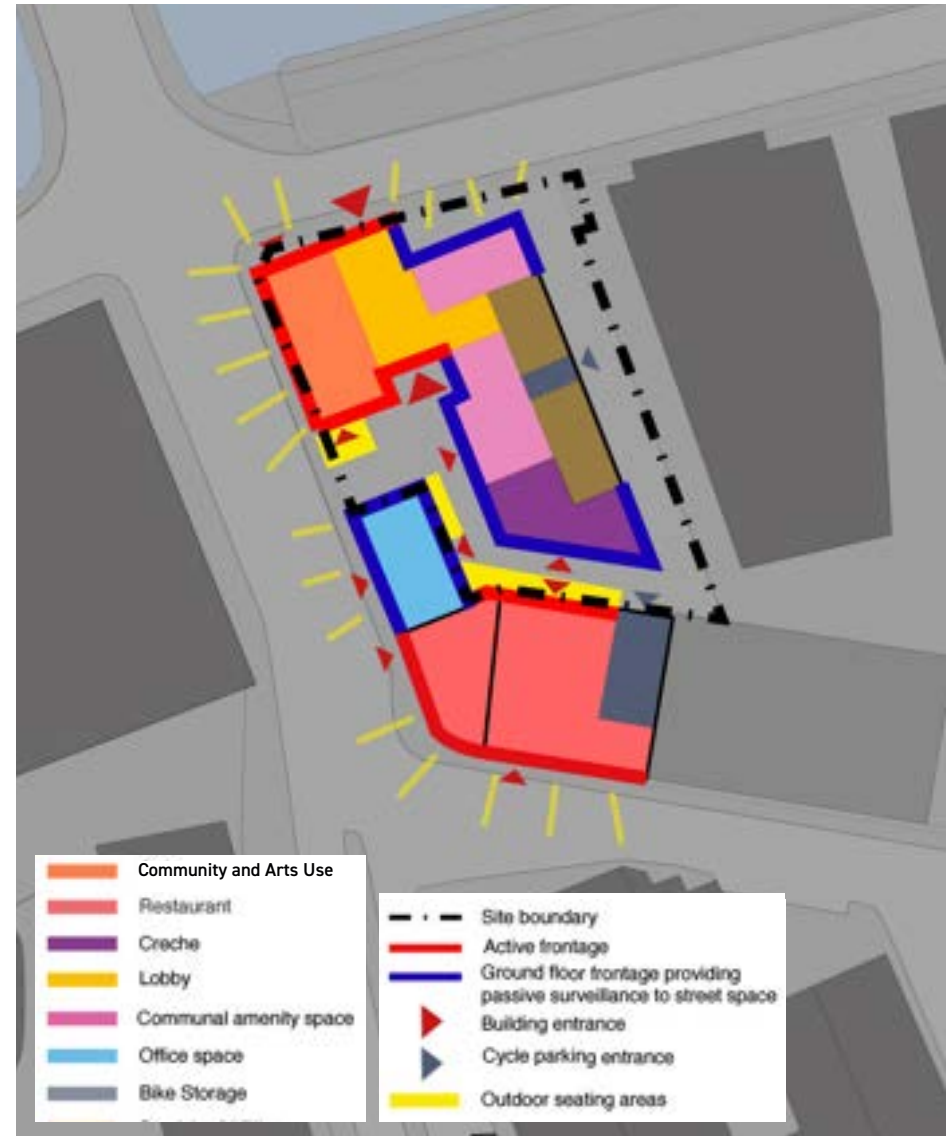 Community and Arts Use
Restaurant
Creche
Lobby
Communal amenity space
Office space
Bike Storage
Site boundary
Active frontage
Ground floor frontage providing
passive surveillance to street space
Building entrance
Cycle parking entrance
Outdoor seating areas